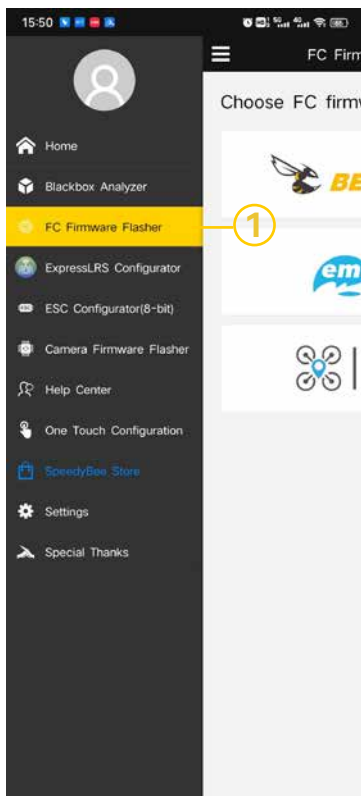 15:50
FC Firm
Choose FC firmw
Home
BE
Blackbox Analyzer
FC Firmware Flasher
1
ExpressLRS Configurator
em
ESC Configurator(8-bit)
Camera Firmware Flasher
Help Center
One Touch Configuration
SpeedyBee Store
Settings
Special Thanks